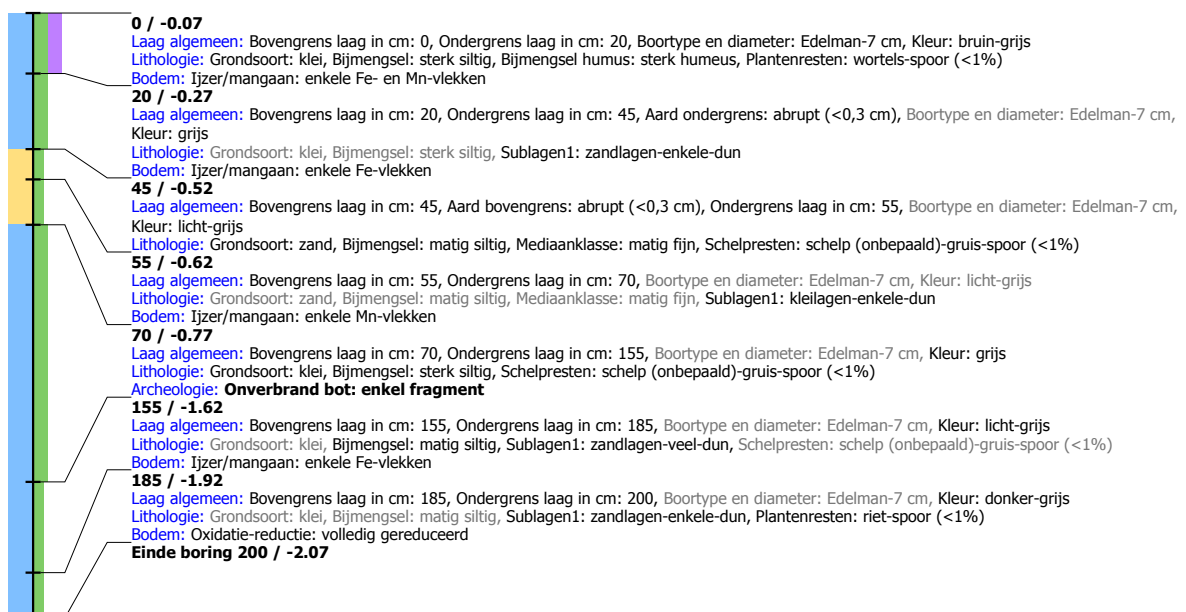 0 / -0.07
Laag algemeen: Bovengrens laag in cm: 0, Ondergrens laag in cm: 20, Boortype en diameter: Edelman-7 cm, Kleur: bruin-grijs
Lithologie: Grondsoort: klei, Bijmengsel: sterk siltig, Bijmengsel humus: sterk humeus, Plantenresten: wortels-spoor (<1%)
Bodem: Ijzer/mangaan: enkele Fe- en Mn-vlekken
20 / -0.27
Laag algemeen: Bovengrens laag in cm: 20, Ondergrens laag in cm: 45, Aard ondergrens: abrupt (<0,3 cm), Boortype en diameter: Edelman-7 cm,
Kleur: grijs
Lithologie: Grondsoort: klei, Bijmengsel: sterk siltig, Sublagen1: zandlagen-enkele-dun
Bodem: Ijzer/mangaan: enkele Fe-vlekken
45 / -0.52
Laag algemeen: Bovengrens laag in cm: 45, Aard bovengrens: abrupt (<0,3 cm), Ondergrens laag in cm: 55, Boortype en diameter: Edelman-7 cm,
Kleur: licht-grijs
Lithologie: Grondsoort: zand, Bijmengsel: matig siltig, Mediaanklasse: matig fijn, Schelpresten: schelp (onbepaald)-gruis-spoor (<1%)
55 / -0.62
Laag algemeen: Bovengrens laag in cm: 55, Ondergrens laag in cm: 70, Boortype en diameter: Edelman-7 cm, Kleur: licht-grijs
Lithologie: Grondsoort: zand, Bijmengsel: matig siltig, Mediaanklasse: matig fijn, Sublagen1: kleilagen-enkele-dun
Bodem: Ijzer/mangaan: enkele Mn-vlekken
70 / -0.77
Laag algemeen: Bovengrens laag in cm: 70, Ondergrens laag in cm: 155, Boortype en diameter: Edelman-7 cm, Kleur: grijs
Lithologie: Grondsoort: klei, Bijmengsel: sterk siltig, Schelpresten: schelp (onbepaald)-gruis-spoor (<1%)
Archeologie: Onverbrand bot: enkel fragment
155 / -1.62
Laag algemeen: Bovengrens laag in cm: 155, Ondergrens laag in cm: 185, Boortype en diameter: Edelman-7 cm, Kleur: licht-grijs
Lithologie: Grondsoort: klei, Bijmengsel: matig siltig, Sublagen1: zandlagen-veel-dun, Schelpresten: schelp (onbepaald)-gruis-spoor (<1%)
Bodem: Ijzer/mangaan: enkele Fe-vlekken
185 / -1.92
Laag algemeen: Bovengrens laag in cm: 185, Ondergrens laag in cm: 200, Boortype en diameter: Edelman-7 cm, Kleur: donker-grijs
Lithologie: Grondsoort: klei, Bijmengsel: matig siltig, Sublagen1: zandlagen-enkele-dun, Plantenresten: riet-spoor (<1%)
Bodem: Oxidatie-reductie: volledig gereduceerd
Einde boring 200 / -2.07